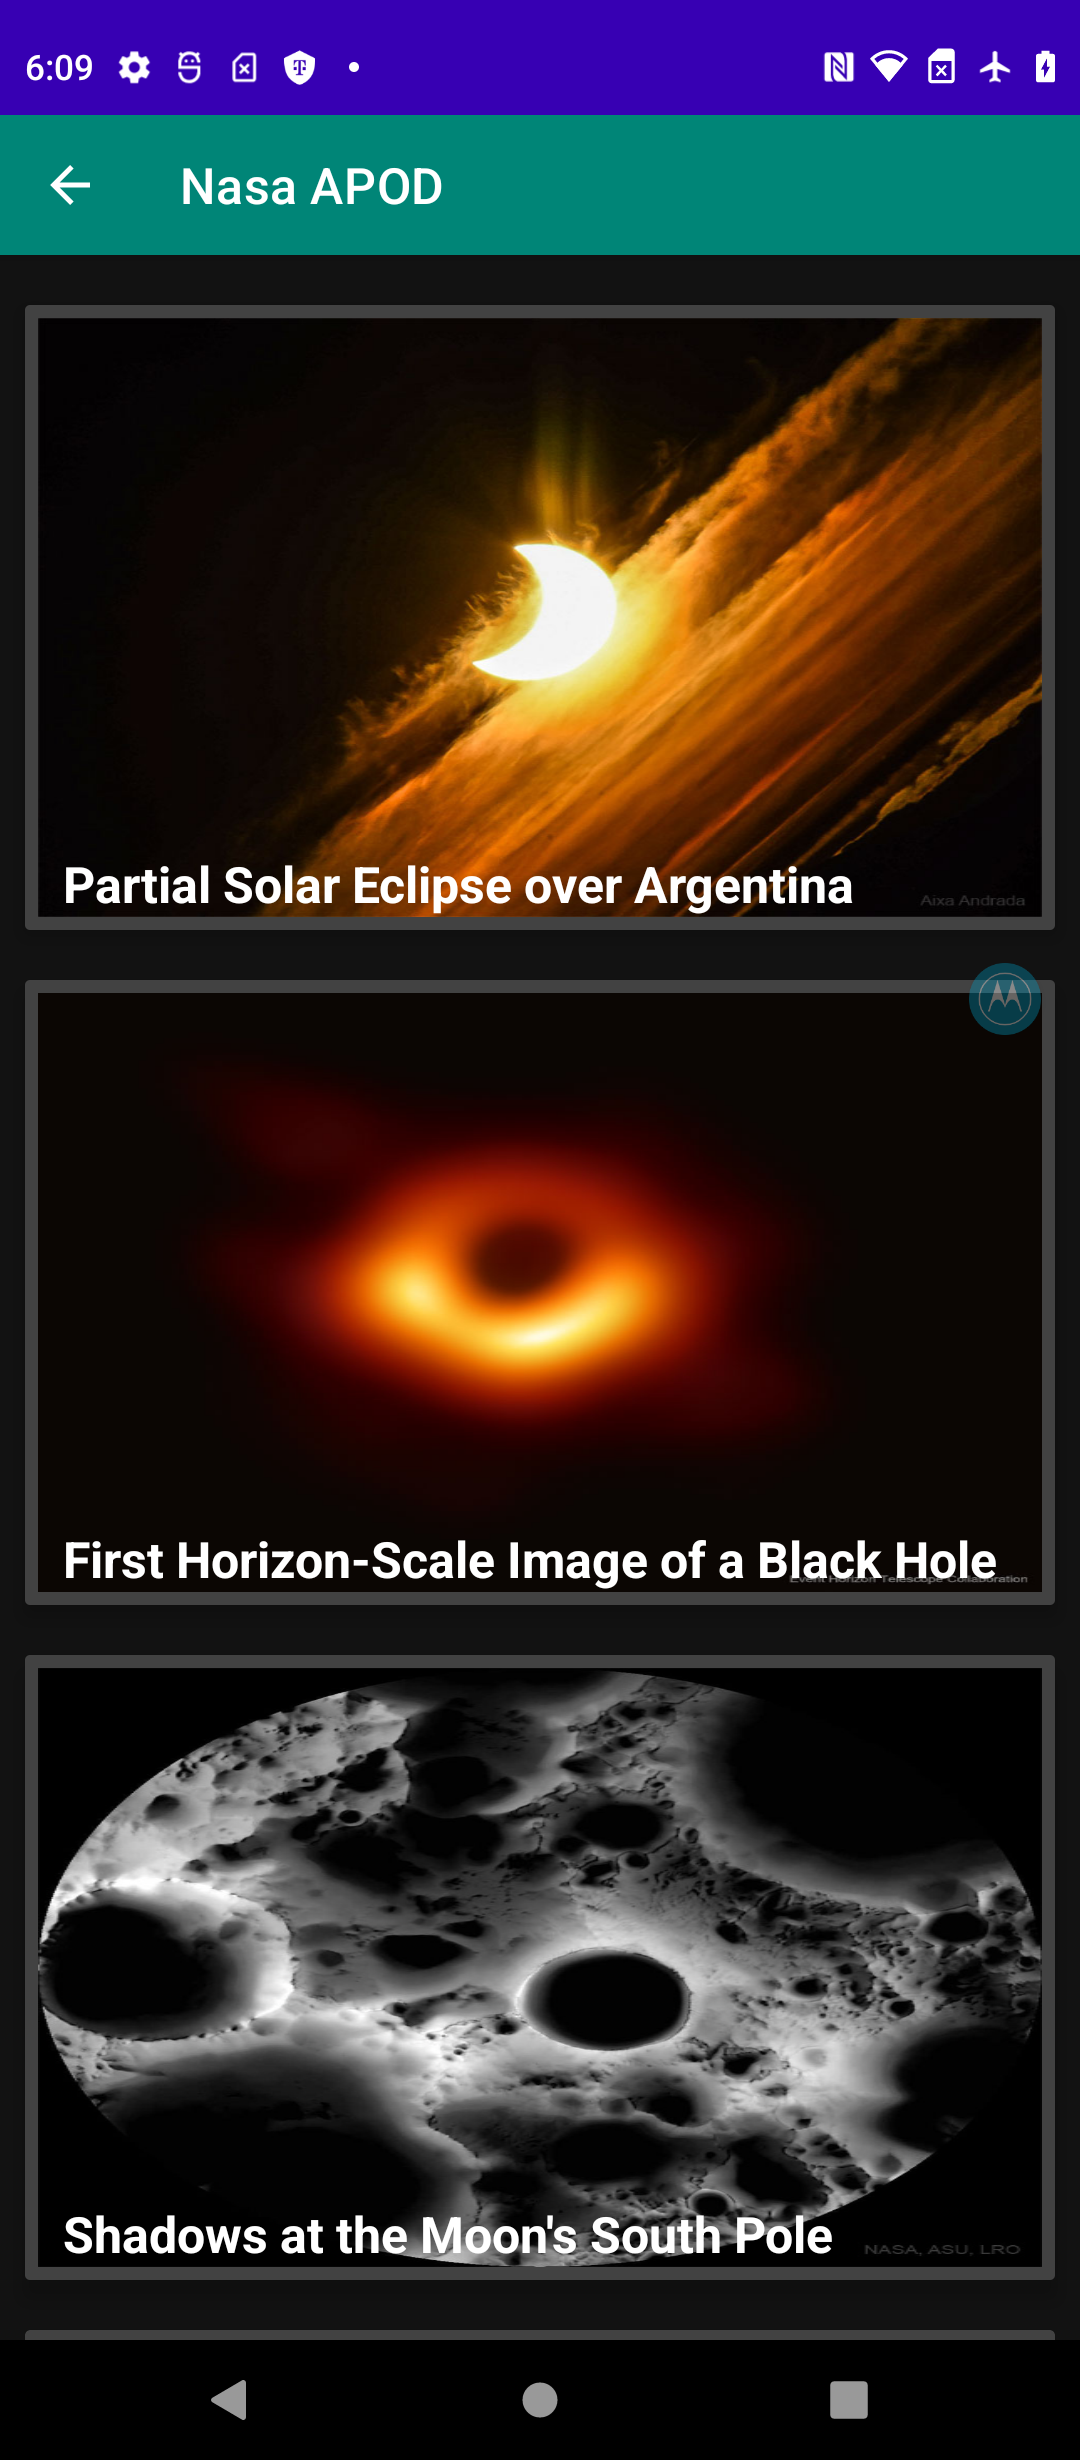 6:09
Nasa APOD
Partial Solar Eclipse over Argentina
Aixa Andrada
First Horizon-Scale Image of a Black Hole
Event Horizon Telescope Collaboration
Shadows at the Moon's South Pole
NASA, ASU, LRO